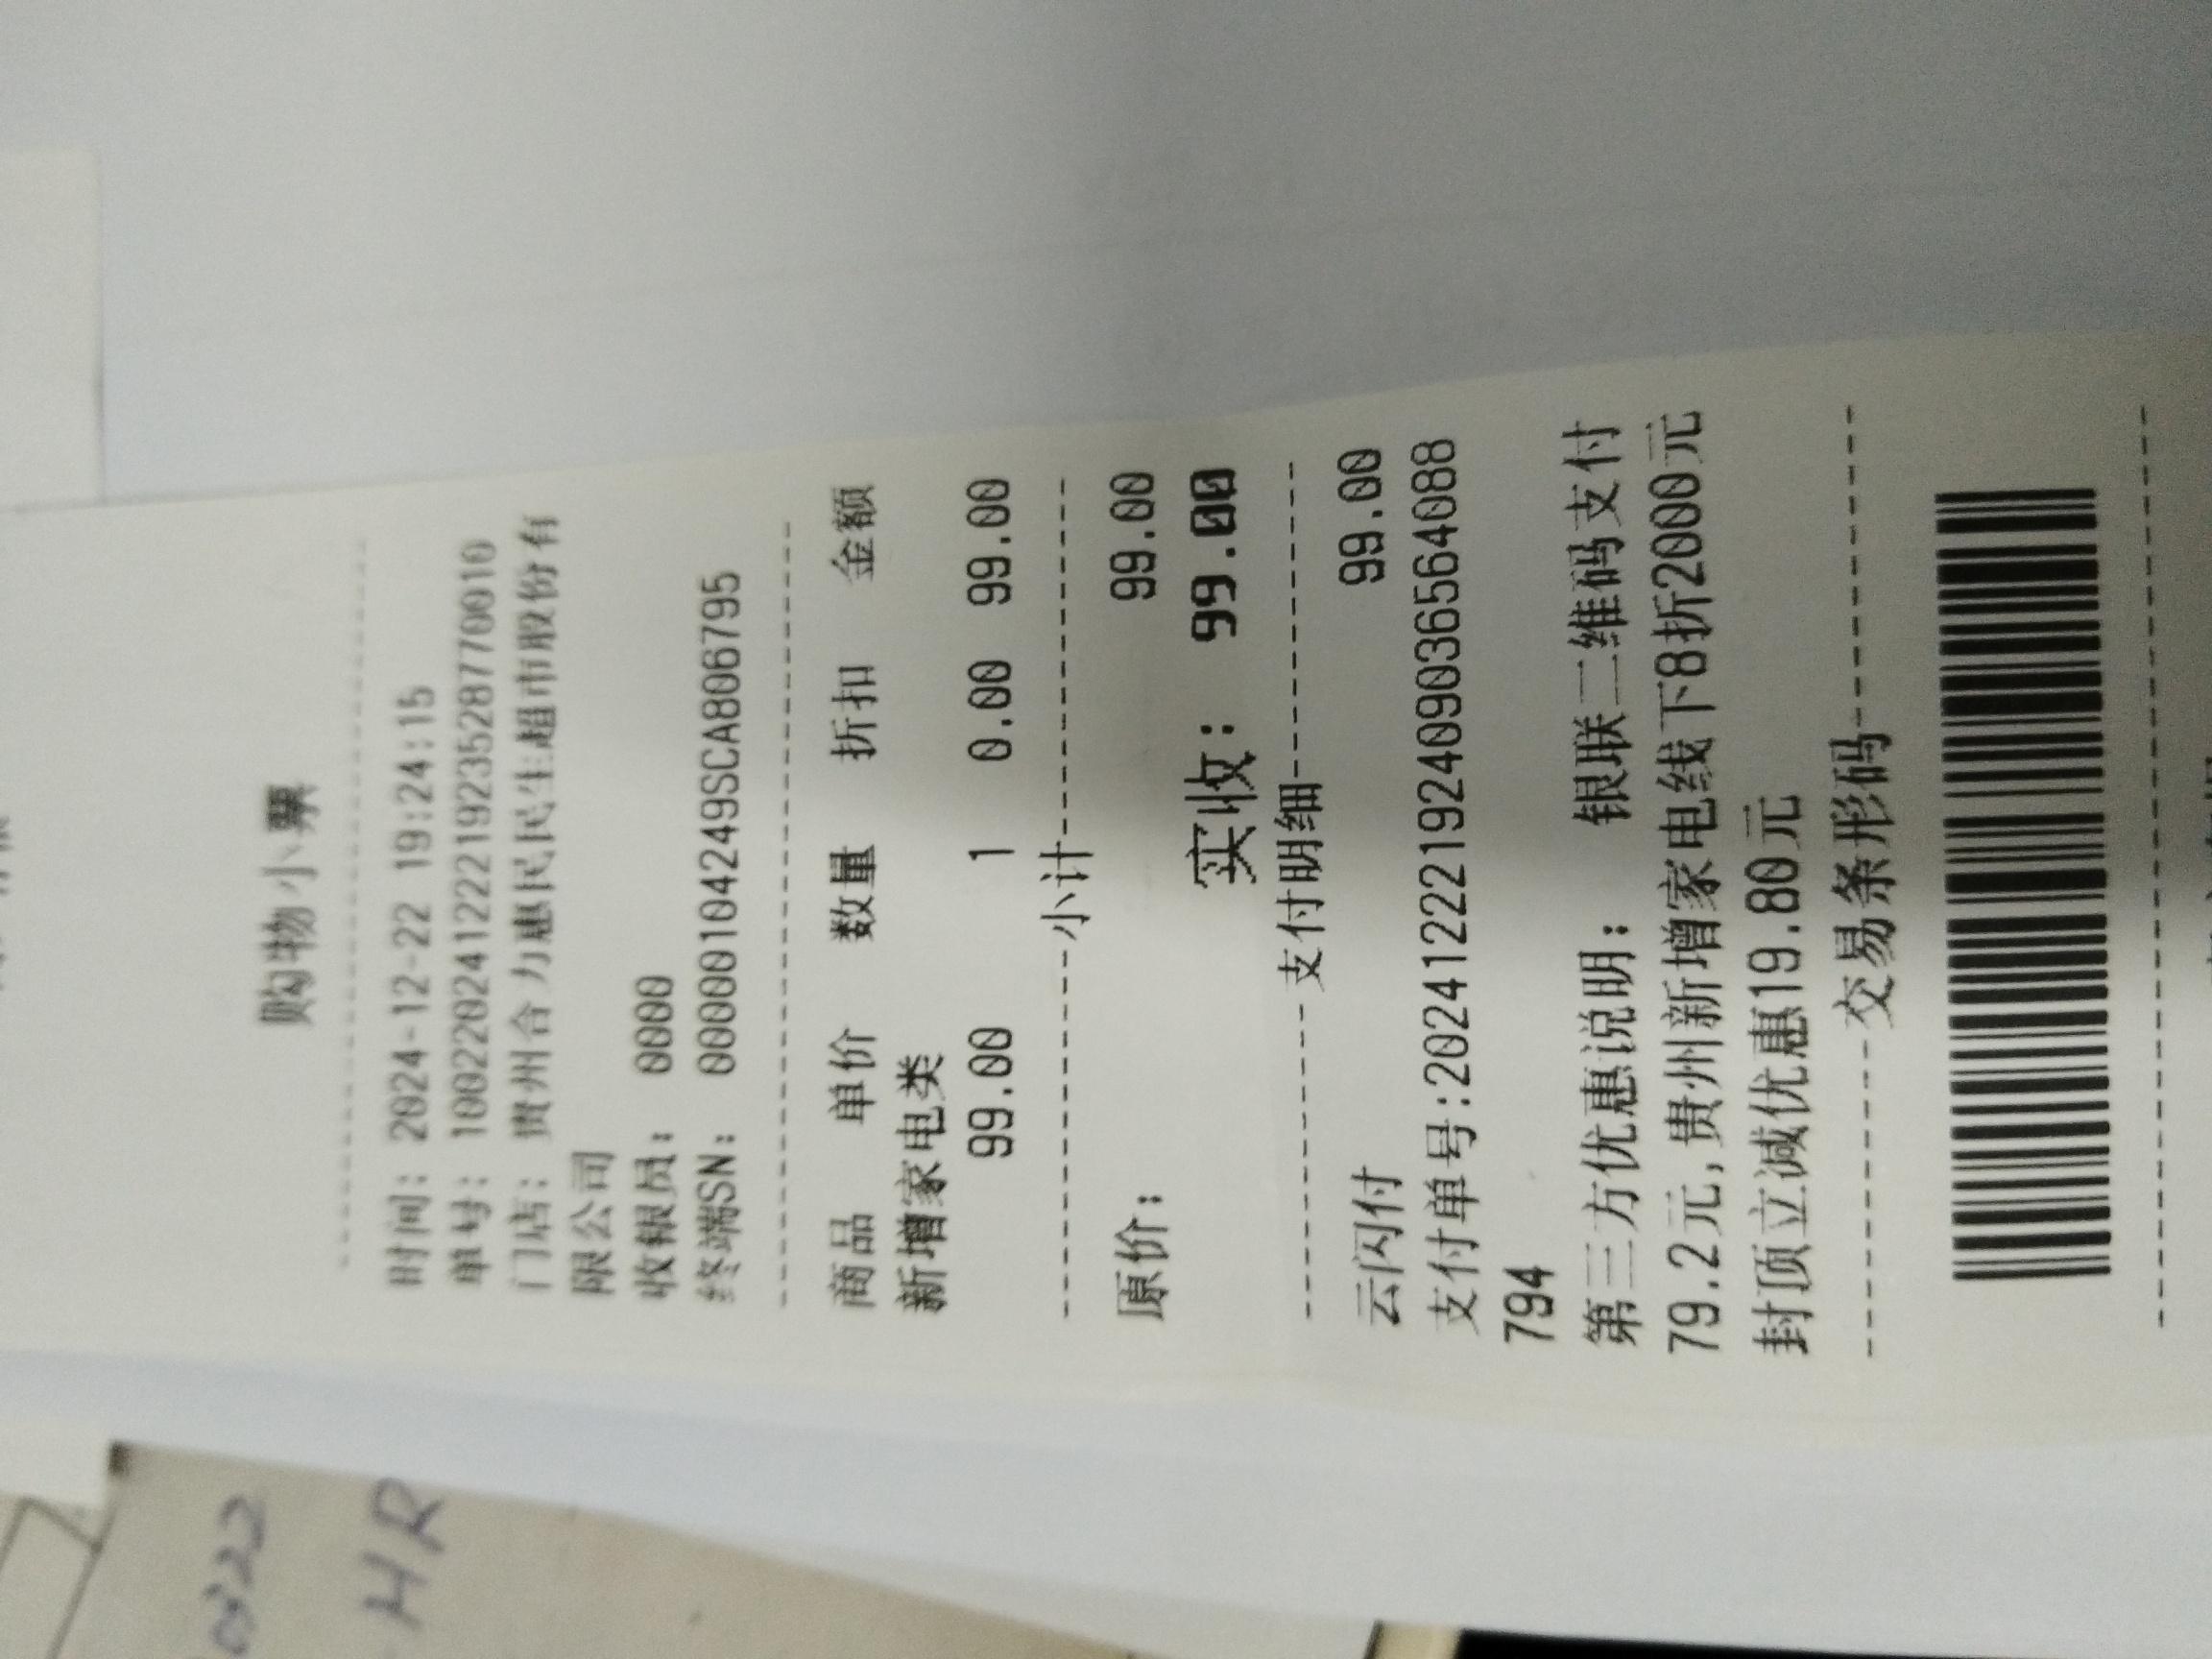 购物小票
时间: 2024-12-22 19:24:15
单号: 1002202412221923528770010
门店: 贵州合力惠民民生超市股份有
限公司
收银员: 0000
终端SN: 00000104249SCA806795
商品 单价 数量 折扣 金额
新增家电类
99.00 1 0.00 99.00
小计
原价: 99.00
实收: 99.00
支付明细
云闪付 99.00
支付单号:20241222192409036564088
794
第三方优惠说明: 银联二维码支付
79.2元,贵州新增家电线下8折2000元
封顶立减优惠19.80元
交易条形码
HR